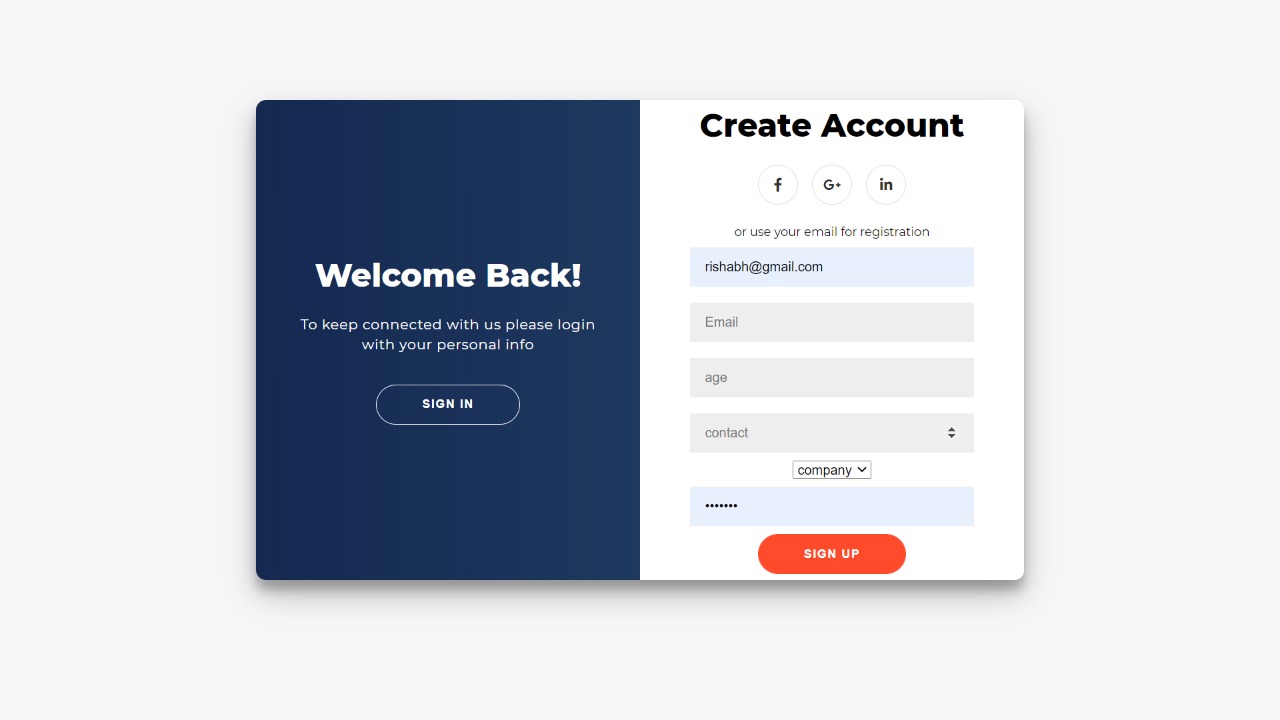 Welcome Back!
To keep connected with us please login
with your personal info
SIGN IN
Create Account
f G+ in
or use your email for registration
rishabh@gmail.com
Email
age
contact
company
•••••••
SIGN UP